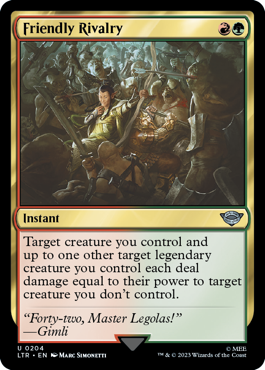 Friendly Rivalry
Instant
Target creature you control and
up to one other target legendary
creature you control each deal
damage equal to their power to target
creature you don't control.
“Forty-two, Master Legolas!”
—Gimli
U 0204
LTR • EN MARC SIMONETTI
© MEE
™ & © 2023 Wizards of the Coast